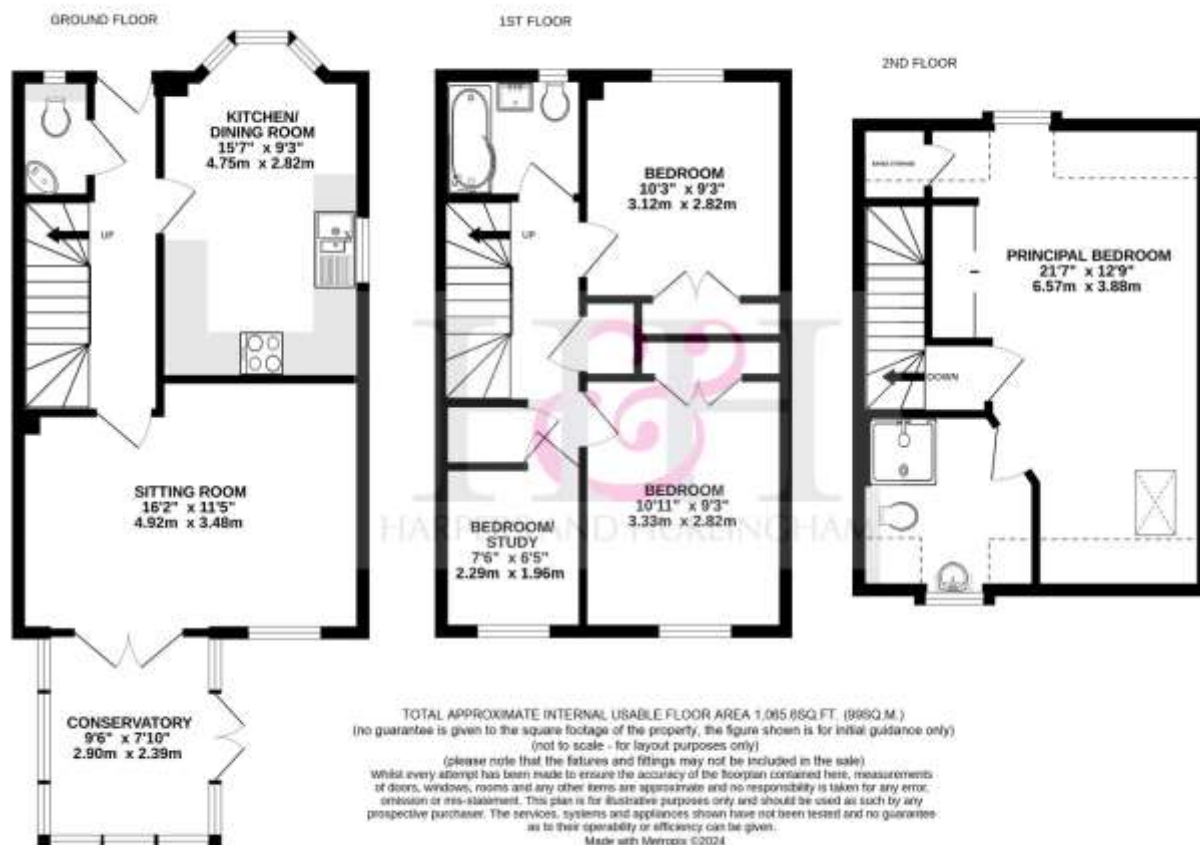 GROUND FLOOR
KITCHEN/
DINING ROOM
15'7" x 9'3"
4.75m x 2.82m
UP
SITTING ROOM
16'2" x 11'5"
4.92m x 3.48m
CONSERVATORY
9'6" x 7'10"
2.90m x 2.39m
1ST FLOOR
BEDROOM
10'3" x 9'3"
3.12m x 2.82m
UP
BEDROOM
10'11" x 9'3"
3.33m x 2.82m
BEDROOM/
STUDY
7'6" x 6'5"
2.29m x 1.96m
2ND FLOOR
EAVES STORAGE
PRINCIPAL BEDROOM
21'7" x 12'9"
6.57m x 3.88m
DOWN
H&H
HARPERS AND HURLINGHAM
TOTAL APPROXIMATE INTERNAL USABLE FLOOR AREA 1,065.6SQ.FT. (99SQ.M.)
(no guarantee is given to the square footage of the property, the figure shown is for initial guidance only)
(not to scale - for layout purposes only)
(please note that the fixtures and fittings may not be included in the sale)
Whilst every attempt has been made to ensure the accuracy of the floorplan contained here, measurements
of doors, windows, rooms and any other items are approximate and no responsibility is taken for any error,
omission or mis-statement. This plan is for illustrative purposes only and should be used as such by any
prospective purchaser. The services, systems and appliances shown have not been tested and no guarantee
as to their operability or efficiency can be given.
Made with Metropix ©2024